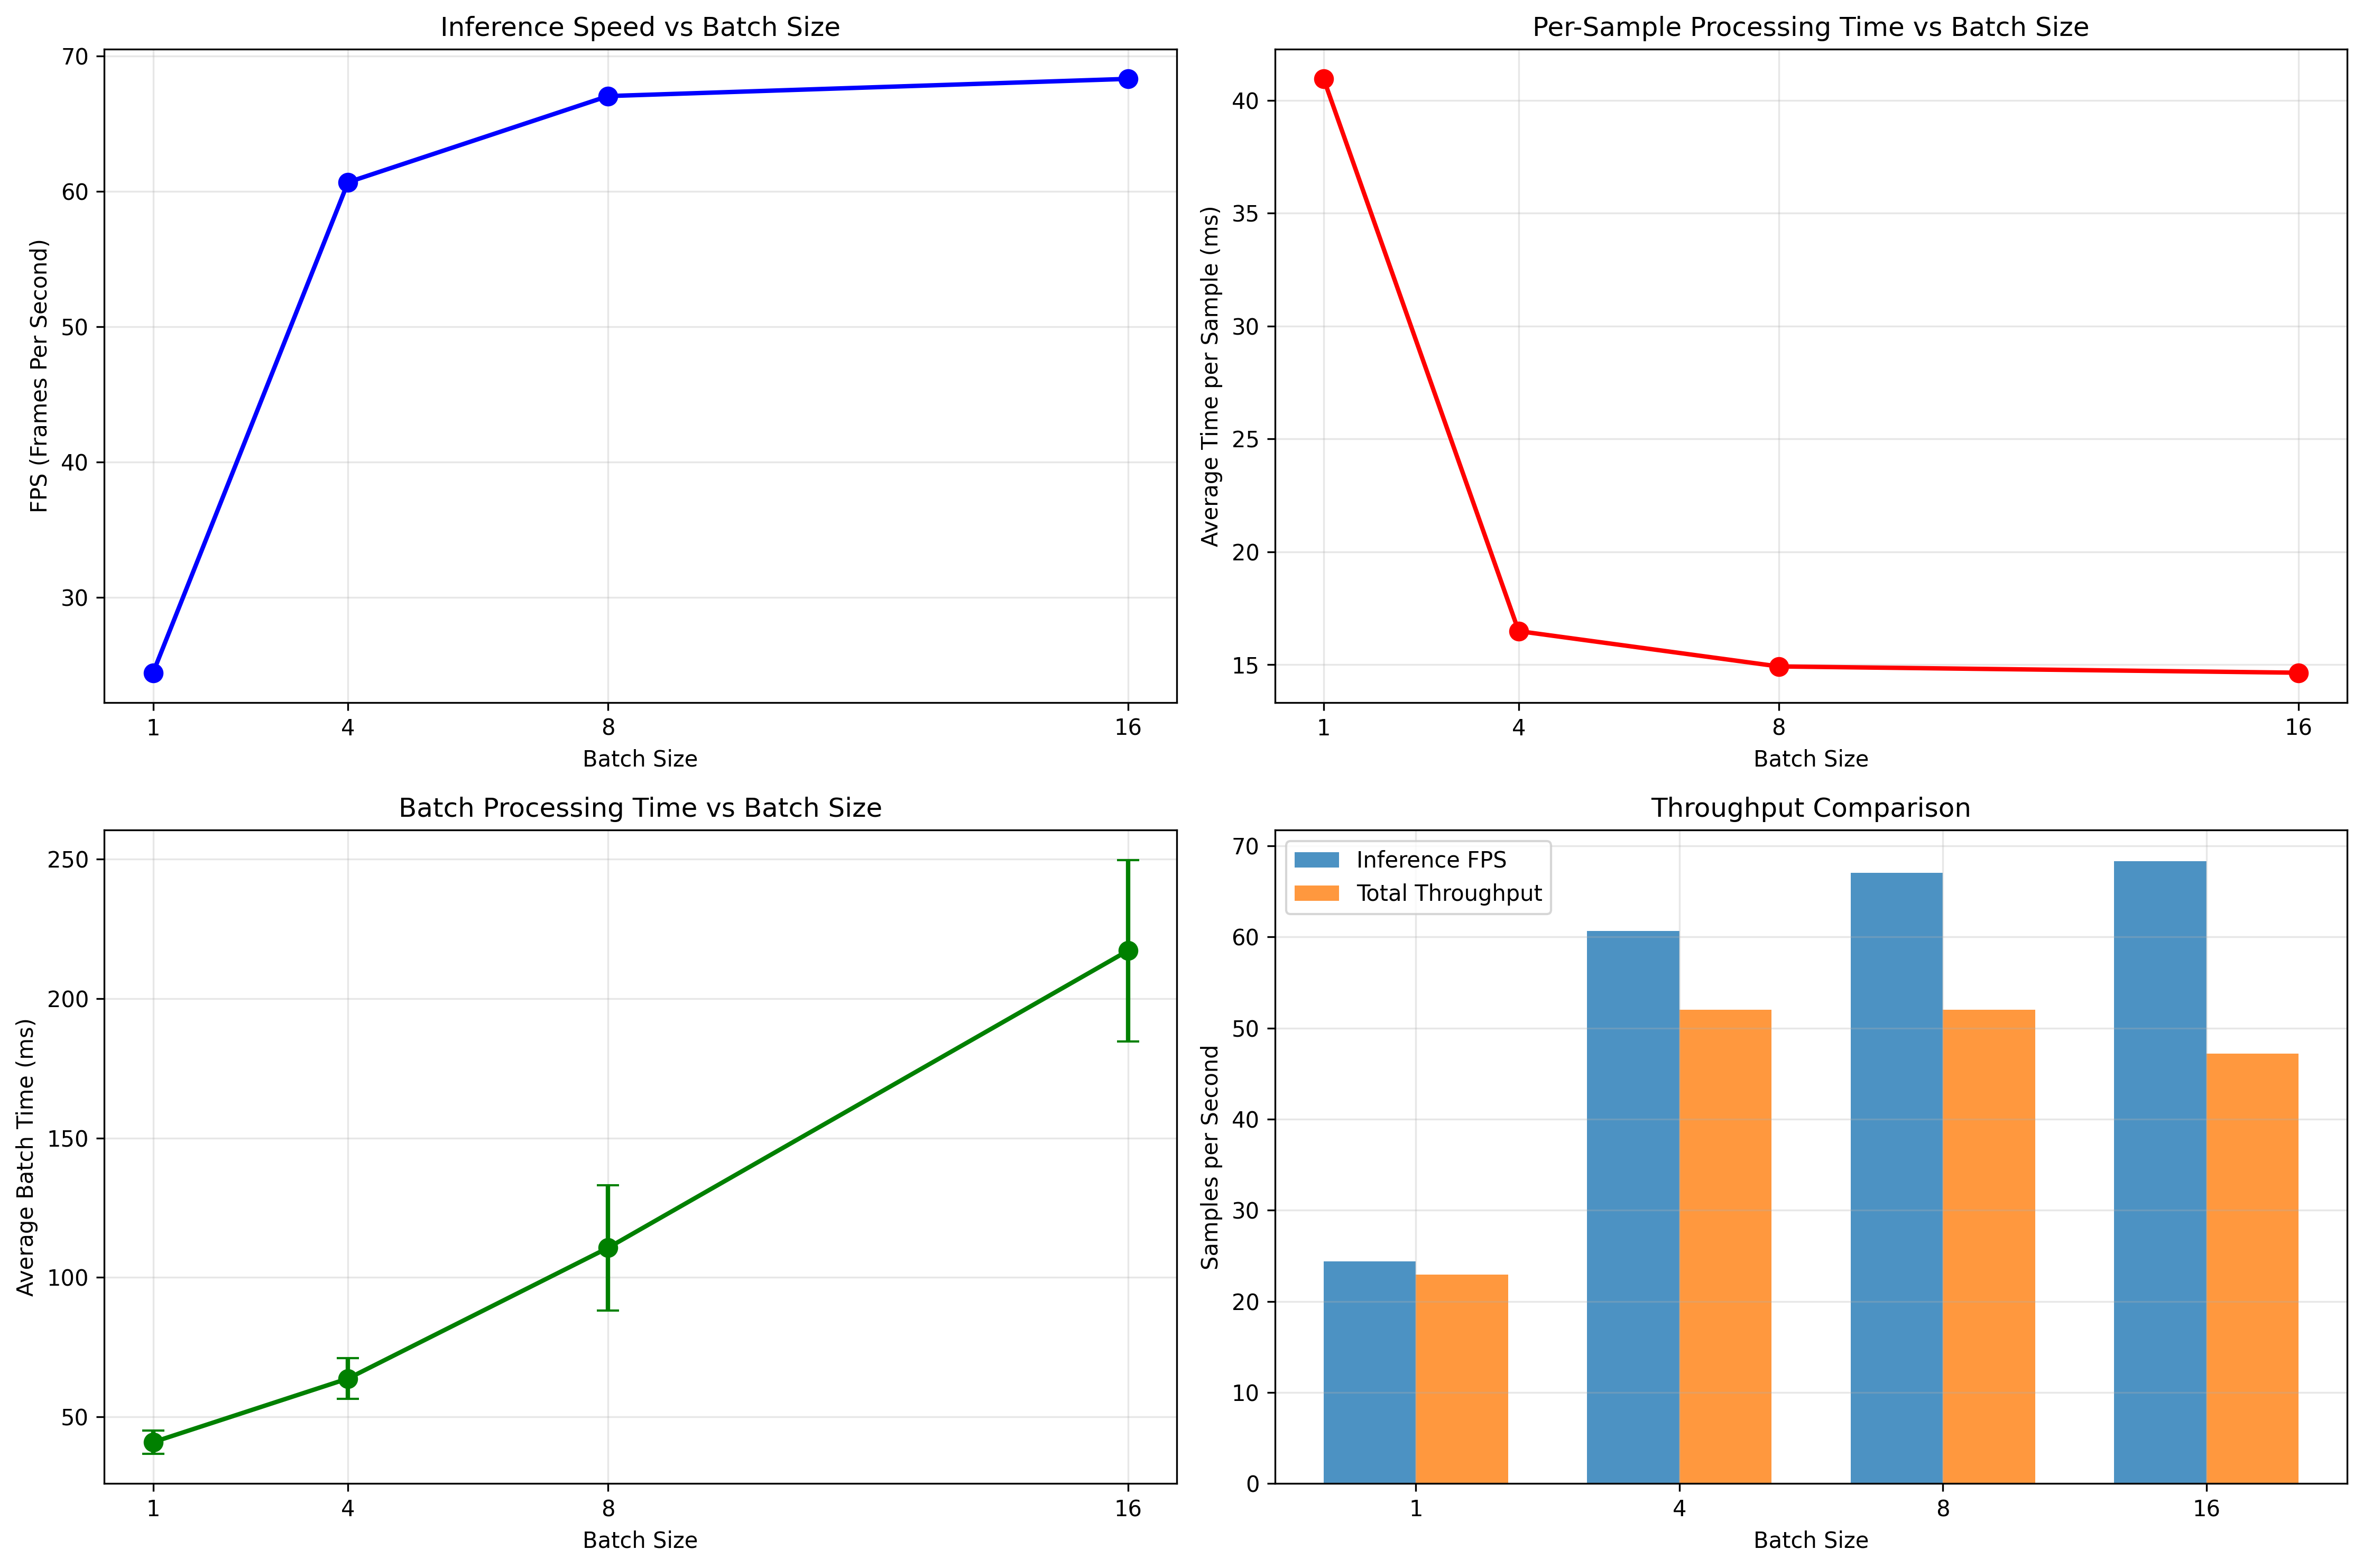 Inference Speed vs Batch Size
FPS (Frames Per Second)
70
60
50
40
30
1 4 8 16
Batch Size
Per-Sample Processing Time vs Batch Size
Average Time per Sample (ms)
40
35
30
25
20
15
1 4 8 16
Batch Size
Batch Processing Time vs Batch Size
Average Batch Time (ms)
250
200
150
100
50
1 4 8 16
Batch Size
Throughput Comparison
Inference FPS
Total Throughput
Samples per Second
70
60
50
40
30
20
10
0
1 4 8 16
Batch Size